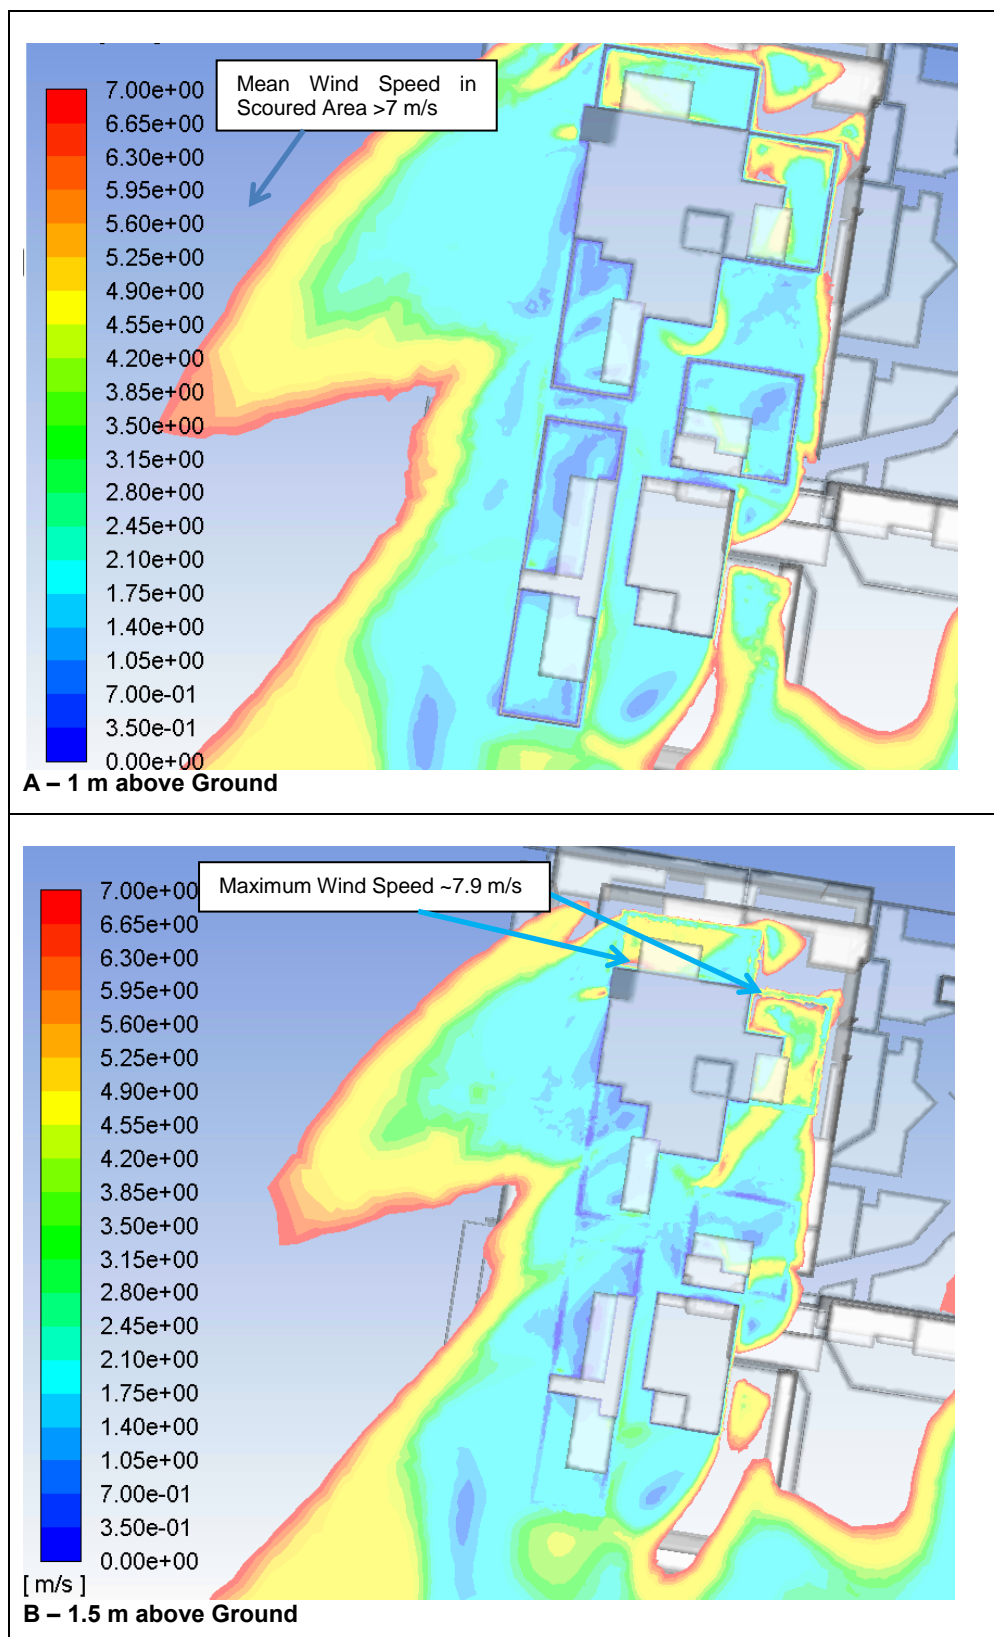 Mean Wind Speed in
Scoured Area >7 m/s
7.00e+00
6.65e+00
6.30e+00
5.95e+00
5.60e+00
5.25e+00
4.90e+00
4.55e+00
4.20e+00
3.85e+00
3.50e+00
3.15e+00
2.80e+00
2.45e+00
2.10e+00
1.75e+00
1.40e+00
1.05e+00
7.00e-01
3.50e-01
0.00e+00
A – 1 m above Ground
Maximum Wind Speed ~7.9 m/s
7.00e+00
6.65e+00
6.30e+00
5.95e+00
5.60e+00
5.25e+00
4.90e+00
4.55e+00
4.20e+00
3.85e+00
3.50e+00
3.15e+00
2.80e+00
2.45e+00
2.10e+00
1.75e+00
1.40e+00
1.05e+00
7.00e-01
3.50e-01
0.00e+00
[ m/s ]
B – 1.5 m above Ground